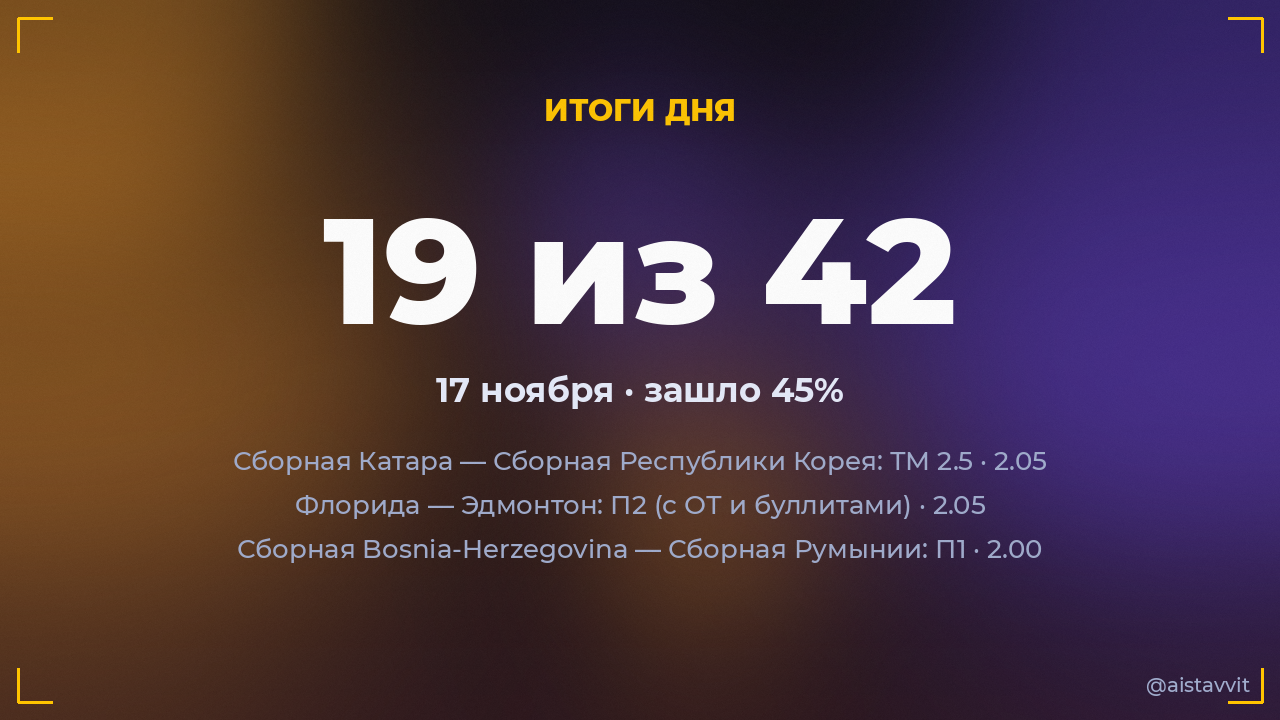 ИТОГИ ДНЯ
19 из 42
17 ноября · зашло 45%
Сборная Катара — Сборная Республики Корея: ТМ 2.5 · 2.05
Флорида — Эдмонтон: П2 (с ОТ и буллитами) · 2.05
Сборная Bosnia-Herzegovina — Сборная Румынии: П1 · 2.00
@aistavvit